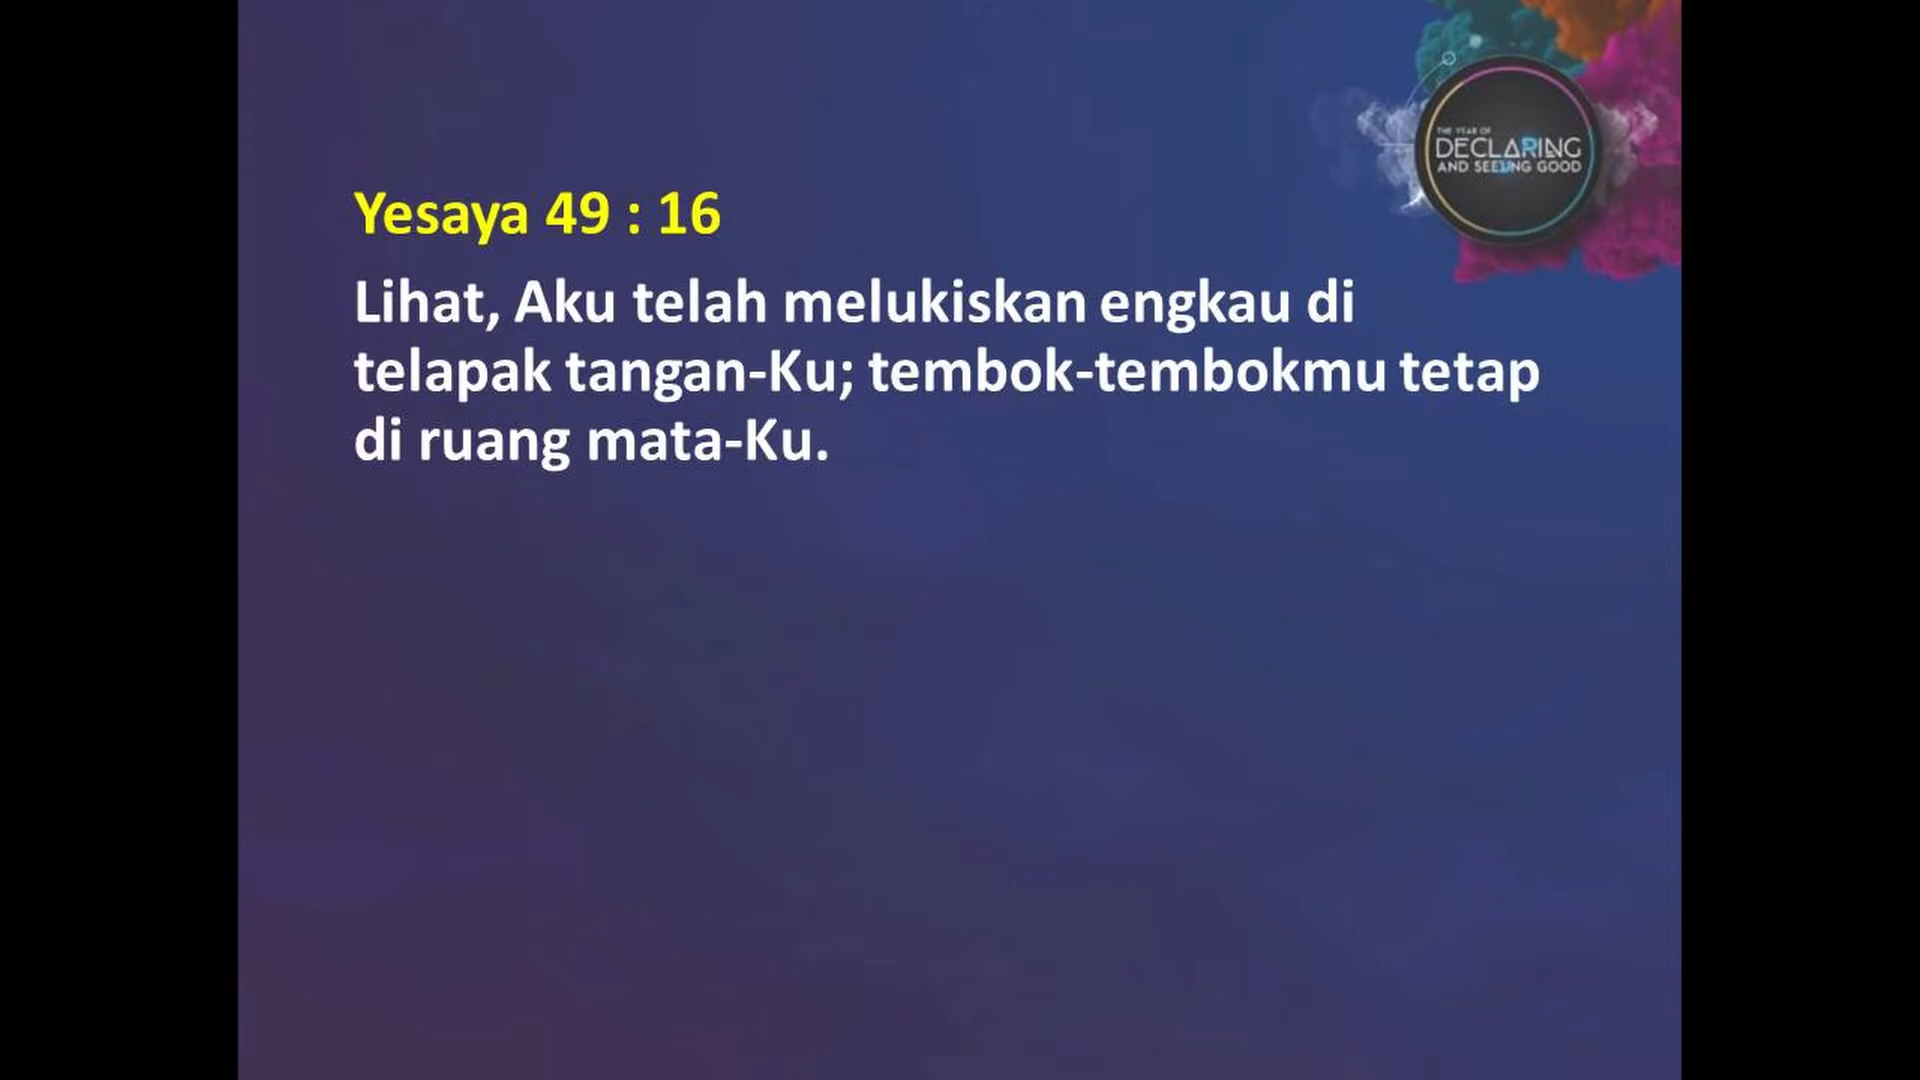 THE YEAR OF
DECLARING
AND SEEING GOOD
Yesaya 49 : 16
Lihat, Aku telah melukiskan engkau di
telapak tangan-Ku; tembok-tembokmu tetap
di ruang mata-Ku.